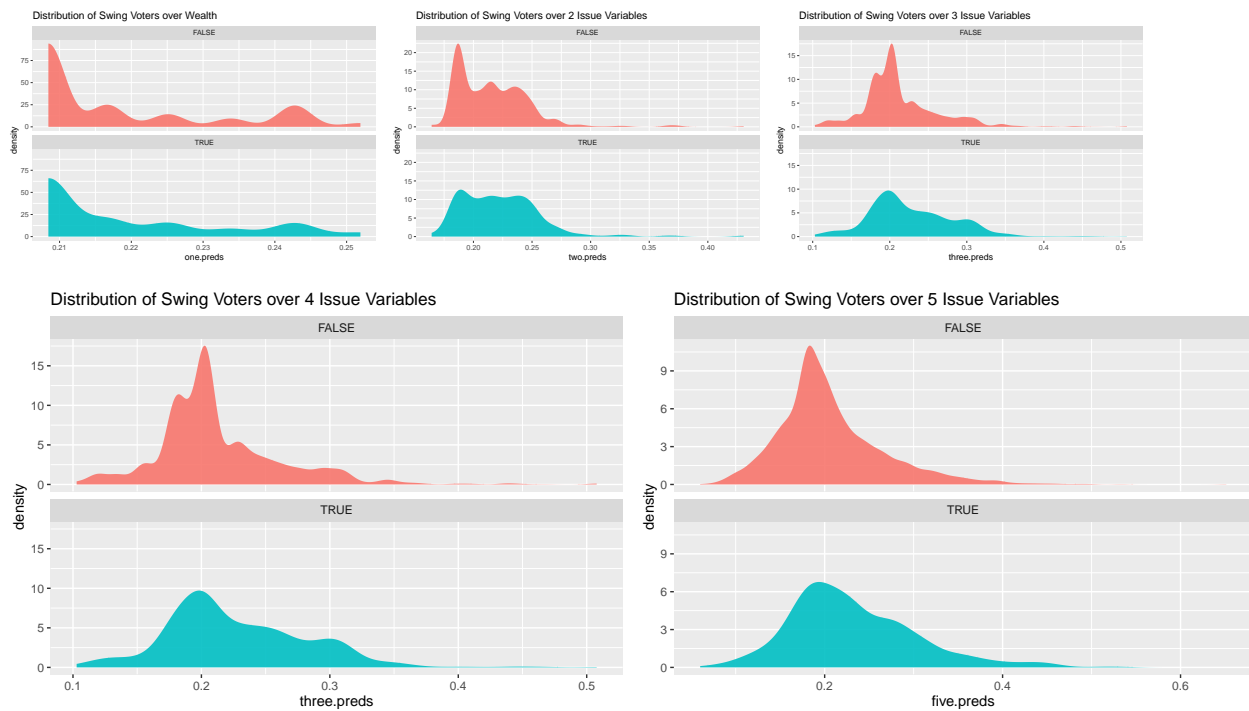 Distribution of Swing Voters over Wealth
FALSE
75
50
25
0
TRUE
75
50
25
0
density
0.21 0.22 0.23 0.24 0.25
one.preds
Distribution of Swing Voters over 2 Issue Variables
FALSE
20
15
10
5
0
TRUE
20
15
10
5
0
density
0.20 0.25 0.30 0.35 0.40
two.preds
Distribution of Swing Voters over 3 Issue Variables
FALSE
15
10
5
0
TRUE
15
10
5
0
density
0.1 0.2 0.3 0.4 0.5
three.preds
Distribution of Swing Voters over 4 Issue Variables
FALSE
15
10
5
0
TRUE
15
10
5
0
density
0.1 0.2 0.3 0.4 0.5
three.preds
Distribution of Swing Voters over 5 Issue Variables
FALSE
9
6
3
0
TRUE
9
6
3
0
density
0.2 0.4 0.6
five.preds